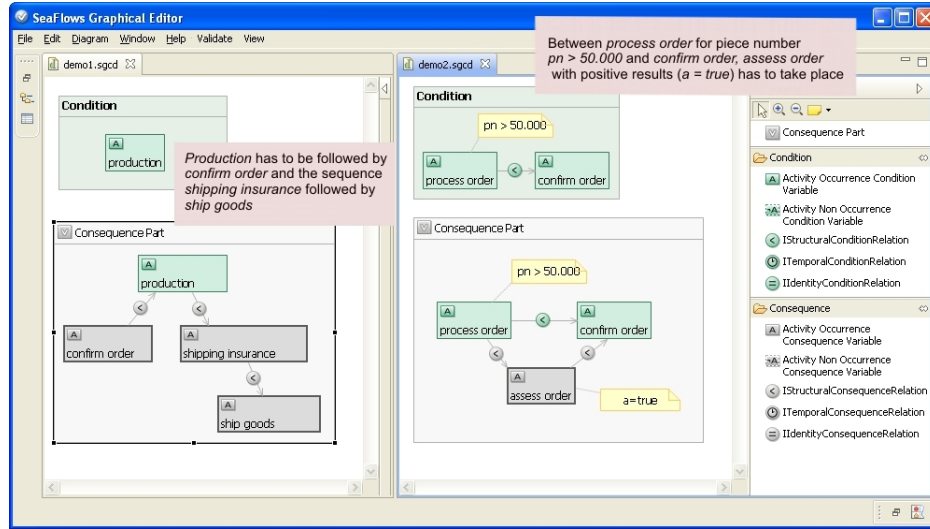 SeaFlows Graphical Editor
File Edit Diagram Window Help Validate View
demo1.sgcd
Condition
A
production
Production has to be followed by
confirm order and the sequence
shipping insurance followed by
ship goods
Consequence Part
A
production
<
<
A
confirm order
A
shipping insurance
<
A
ship goods
demo2.sgcd
Between process order for piece number
pn > 50.000 and confirm order, assess order
with positive results (a = true) has to take place
Condition
pn > 50.000
A
process order
<
A
confirm order
Consequence Part
pn > 50.000
A
process order
<
A
confirm order
<
<
A
assess order
a=true
Consequence Part
Condition
A Activity Occurrence Condition
Variable
A Activity Non Occurrence
Condition Variable
< IStructuralConditionRelation
ITemporalConditionRelation
= IIdentityConditionRelation
Consequence
A Activity Occurrence
Consequence Variable
A Activity Non Occurrence
Consequence Variable
< IStructuralConsequenceRelation
ITemporalConsequenceRelation
= IIdentityConsequenceRelation